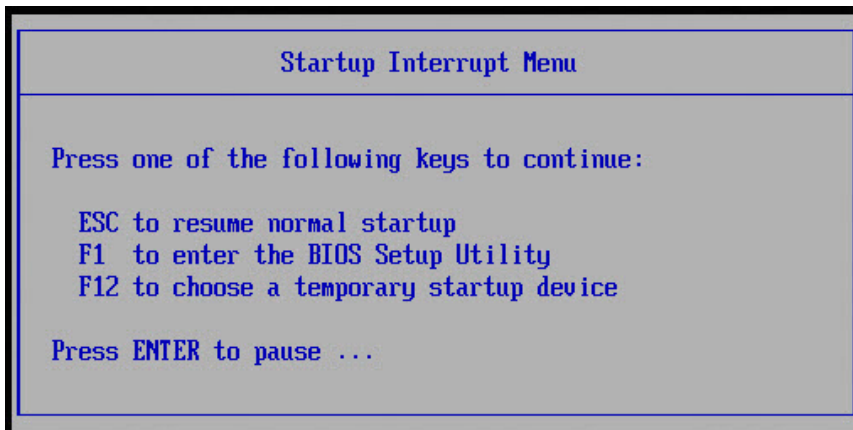 Startup Interrupt Menu
Press one of the following keys to continue:
ESC to resume normal startup
F1 to enter the BIOS Setup Utility
F12 to choose a temporary startup device
Press ENTER to pause ...